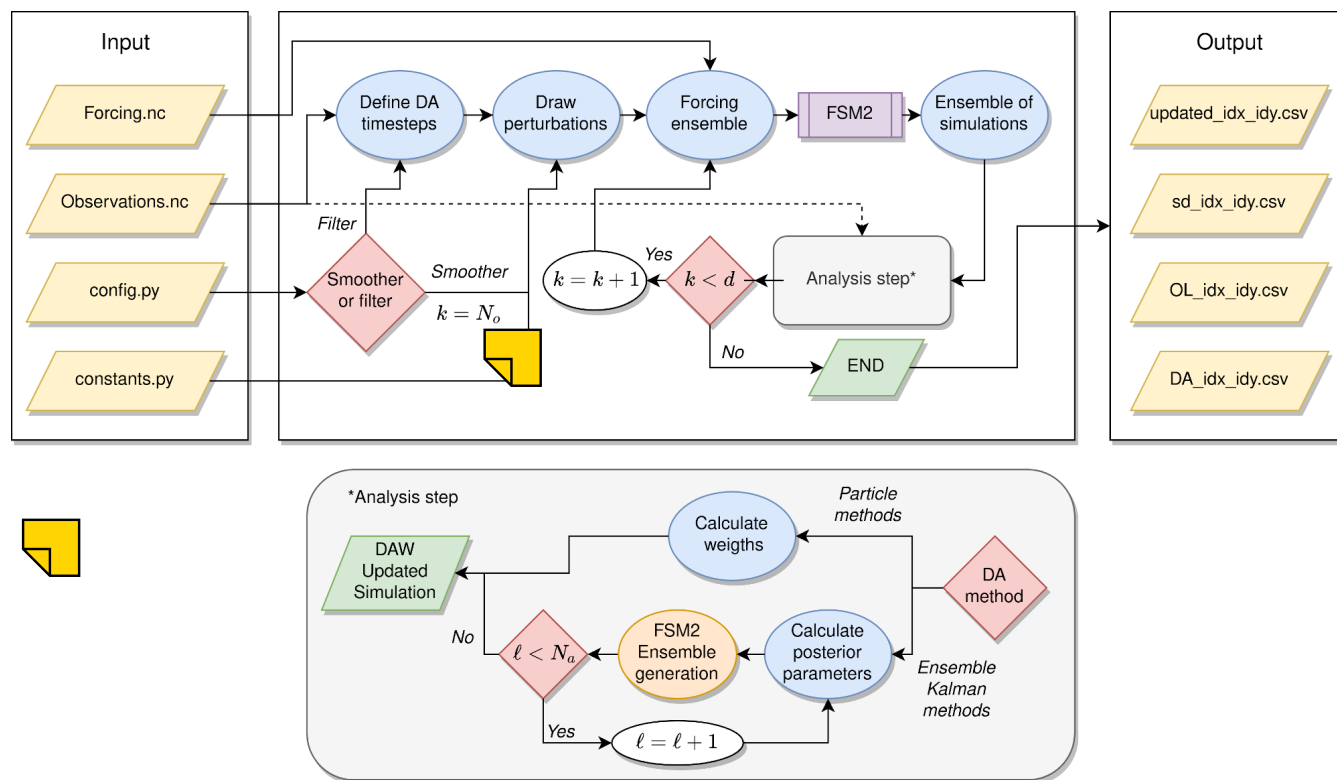 Input
Forcing.nc
Observations.nc
config.py
constants.py
Define DA
timesteps
Draw
perturbations
Forcing
ensemble
FSM2
Ensemble of
simulations
Filter
Smoother
or filter
Smoother
k = N_o
Yes
k = k + 1
k < d
Analysis step*
No
END
Output
updated_idx_idy.csv
sd_idx_idy.csv
OL_idx_idy.csv
DA_idx_idy.csv
*Analysis step
Particle
methods
Calculate
weigths
DAW
Updated
Simulation
DA
method
No
ℓ < N_a
FSM2
Ensemble
generation
Calculate
posterior
parameters
Ensemble
Kalman
methods
Yes
ℓ = ℓ + 1